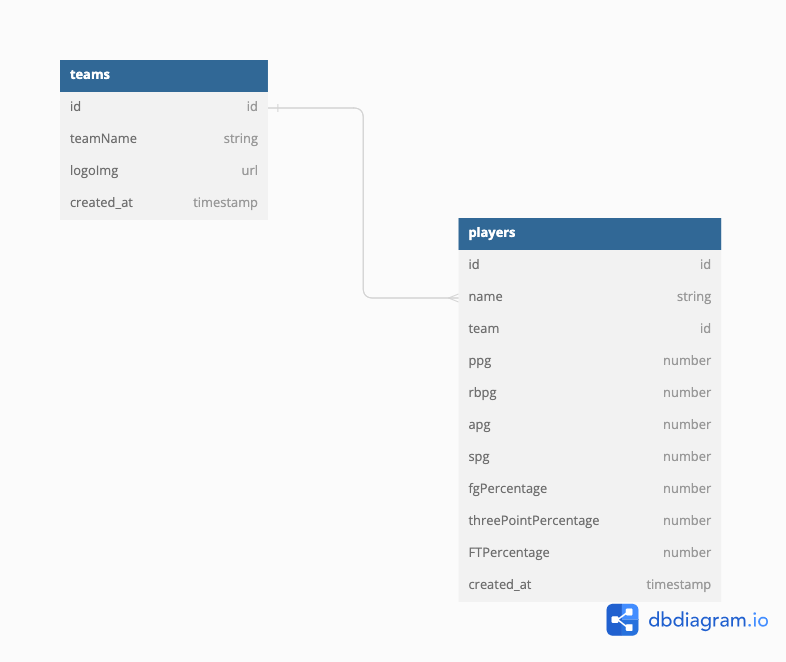 teams
id id
teamName string
logoImg url
created_at timestamp
players
id id
name string
team id
ppg number
rbpg number
apg number
spg number
fgPercentage number
threePointPercentage number
FTPercentage number
created_at timestamp
dbdiagram.io